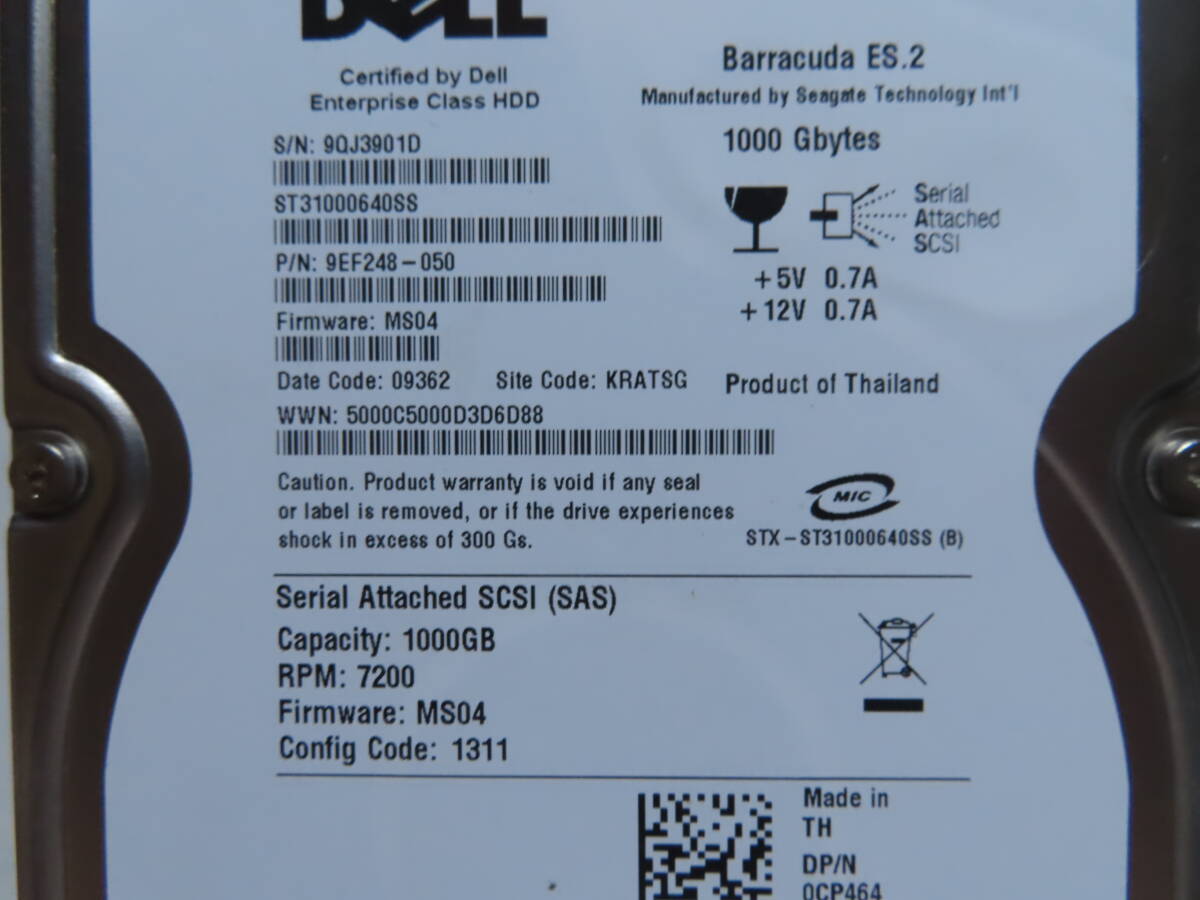 DELL
Certified by Dell
Enterprise Class HDD
Barracuda ES.2
Manufactured by Seagate Technology Int'l
1000 Gbytes
S/N: 9QJ3901D
ST31000640SS
P/N: 9EF248-050
Firmware: MS04
Date Code: 09362 Site Code: KRATSG
WWN: 5000C5000D3D6D88
Serial
Attached
SCSI
+5V 0.7A
+12V 0.7A
Product of Thailand
Caution. Product warranty is void if any seal
or label is removed, or if the drive experiences
shock in excess of 300 Gs.
MIC
STX-ST31000640SS (B)
Serial Attached SCSI (SAS)
Capacity: 1000GB
RPM: 7200
Firmware: MS04
Config Code: 1311
Made in
TH
DP/N
0CP464